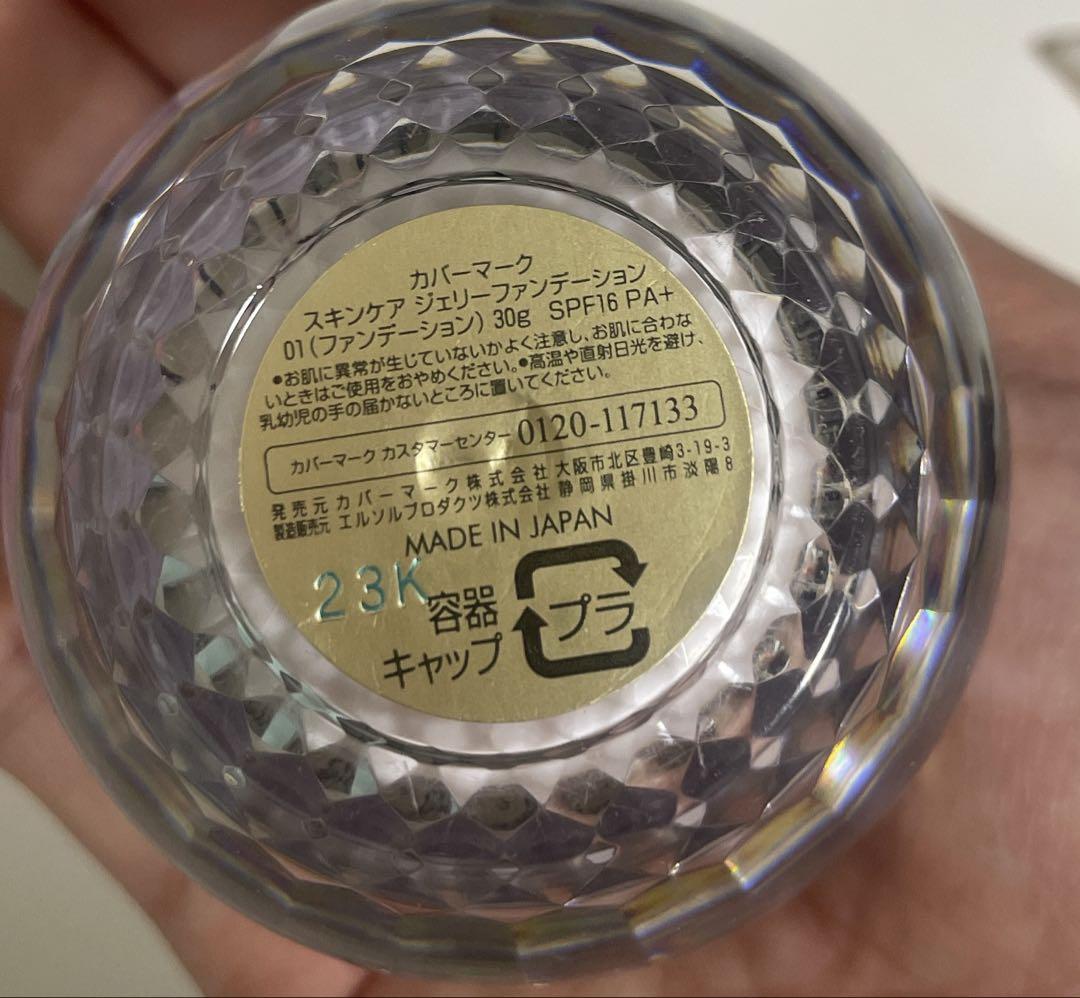 カバーマーク
スキンケア ジェリーファンデーション
01(ファンデーション) 30g SPF16 PA+
●お肌に異常が生じていないかよく注意し、お肌に合わな
いときはご使用をおやめください。●高温や直射日光を避け、
乳幼児の手の届かないところに置いてください。
カバーマーク カスタマーセンター 0120-117133
発売元 カバーマーク株式会社 大阪市北区豊崎3-19-3
製造販売元 エルソルプロダクツ株式会社 静岡県掛川市淡陽8
MADE IN JAPAN
23K
容器
キャップ
プラ